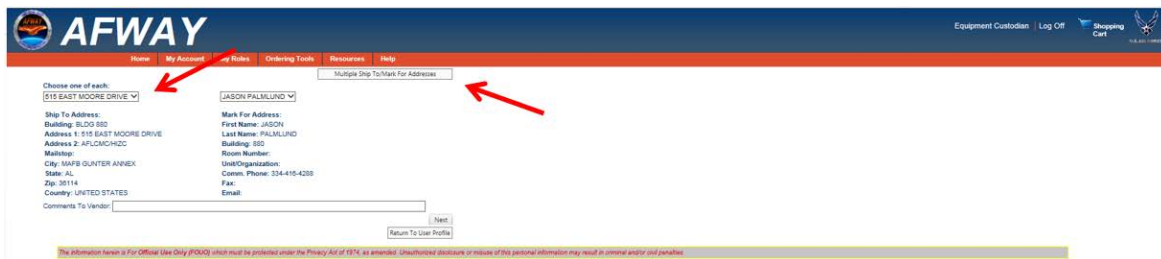 AFWAY
Equipment Custodian | Log Off
Shopping Cart
Home My Account My Roles Ordering Tools Resources Help
Multiple Ship To/Mark For Addresses
Choose one of each:
515 EAST MOORE DRIVE JASON PALMLUND
Ship To Address: Mark For Address:
Building: BLDG 880 First Name: JASON
Address 1: 515 EAST MOORE DRIVE Last Name: PALMLUND
Address 2: AFLCMC/HIZC Building: 880
Mailstop: Room Number:
City: MAFB GUNTER ANNEX Unit/Organization:
State: AL Comm. Phone: 334-416-4288
Zip: 36114 Fax:
Country: UNITED STATES Email:
Comments To Vendor:
Next
Return To User Profile
The information herein is For Official Use Only (FOUO) which must be protected under the Privacy Act of 1974, as amended. Unauthorized disclosure or misuse of this personal information may result in criminal and/or civil penalties.